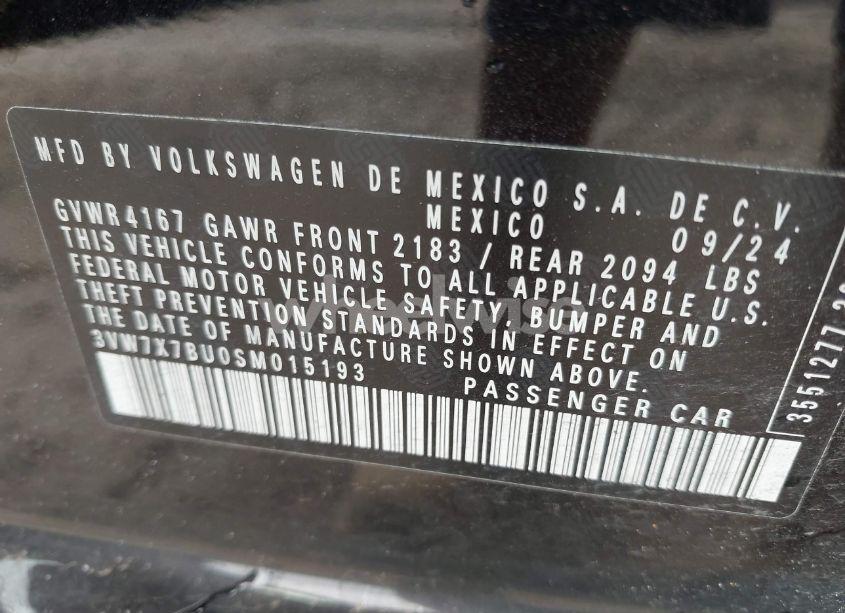 MFD BY VOLKSWAGEN DE MEXICO S.A. DE C.V.
MEXICO 09/24
GVWR 4167 GAWR FRONT 2183 / REAR 2094 LBS
THIS VEHICLE CONFORMS TO ALL APPLICABLE U.S.
FEDERAL MOTOR VEHICLE SAFETY, BUMPER AND
THEFT PREVENTION STANDARDS IN EFFECT ON
THE DATE OF MANUFACTURE SHOWN ABOVE.
3VW7X7BU0SM015193 PASSENGER CAR
3551277
wheelwiss